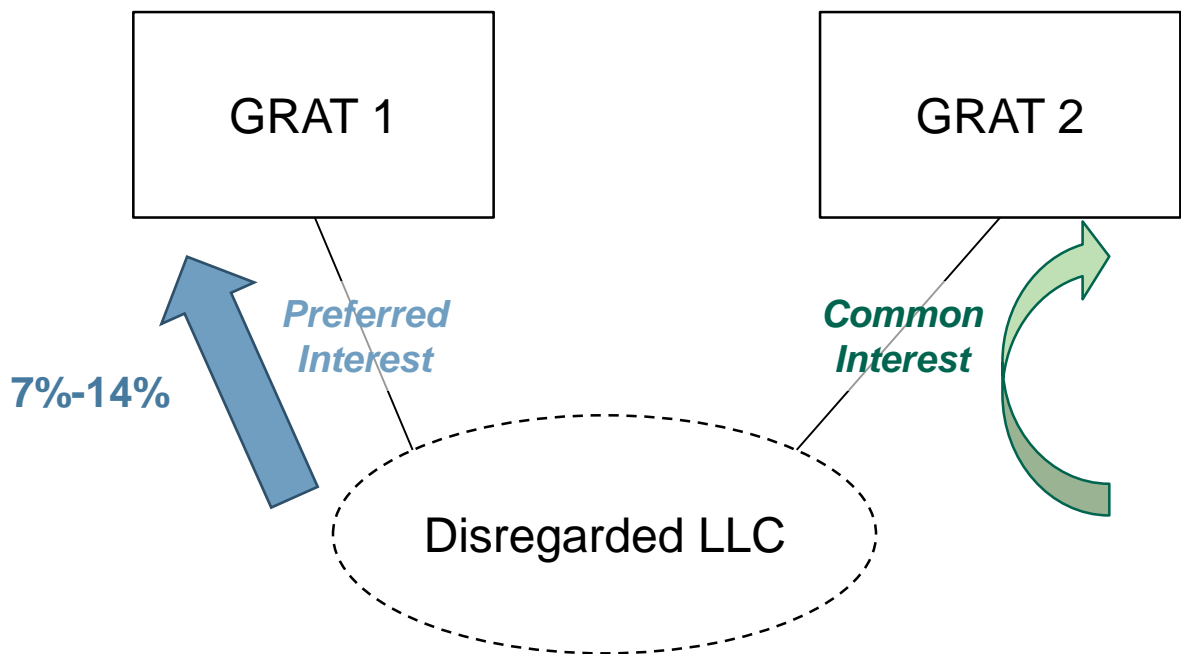 GRAT 1
GRAT 2
Preferred
Interest
Common
Interest
7%-14%
Disregarded LLC